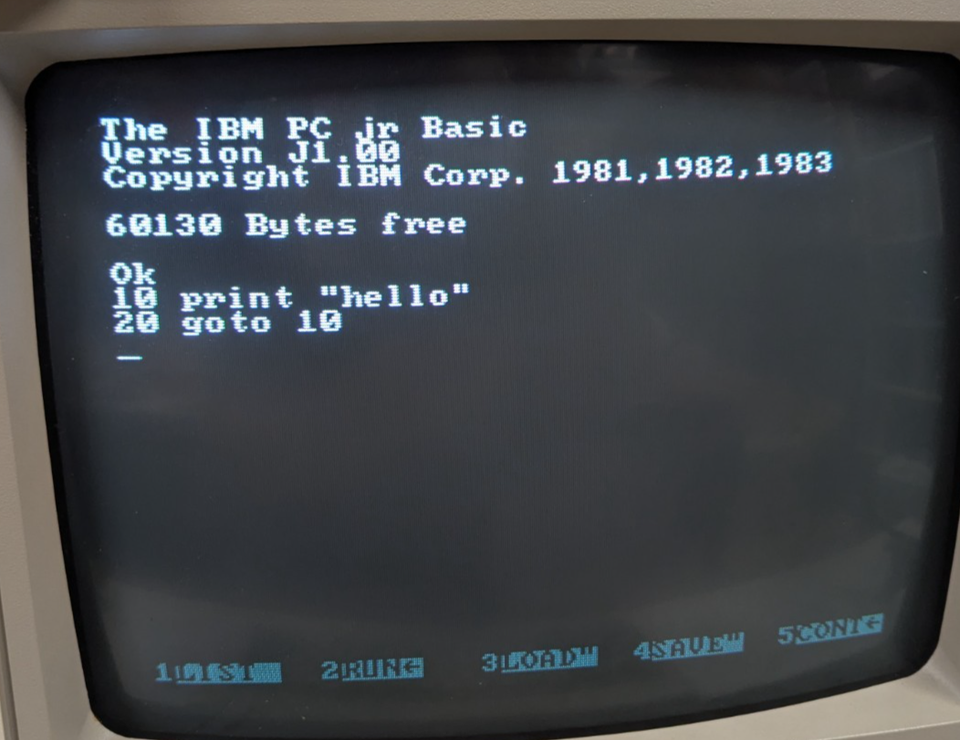 The IBM PC jr Basic
Version J1.00
Copyright IBM Corp. 1981,1982,1983
60130 Bytes free
Ok
10 print "hello"
20 goto 10
_
1LIST 2RUN← 3LOAD" 4SAVE" 5CONT←